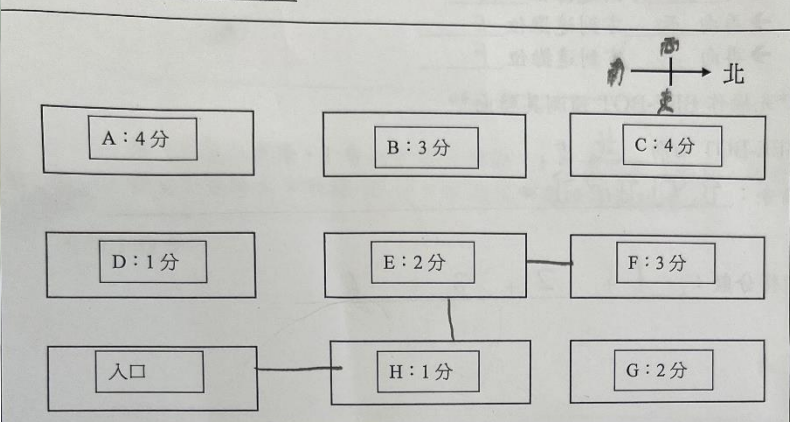 西
南 北
東
A：4分 B：3分 C：4分
D：1分 E：2分 F：3分
入口 H：1分 G：2分